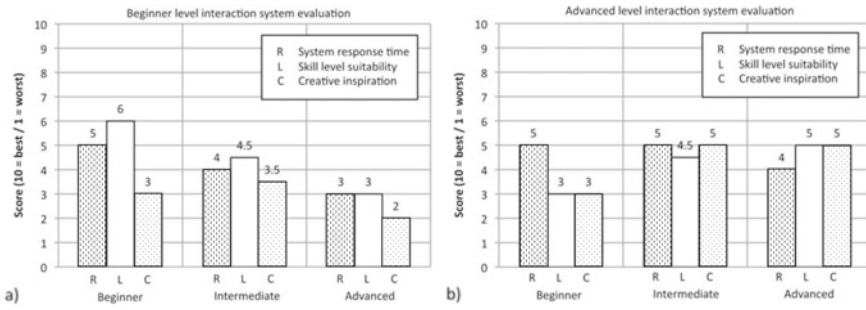 Beginner level interaction system evaluation
10
9
8
7
6
5
4
3
2
1
0
Score (10 = best / 1 = worst)
R System response time
L Skill level suitability
C Creative inspiration
5
6
3
4
4.5
3.5
3
3
2
R L C R L C R L C
Beginner Intermediate Advanced
a)
Advanced level interaction system evaluation
10
9
8
7
6
5
4
3
2
1
0
Score (10 = best / 1 = worst)
R System response time
L Skill level suitability
C Creative inspiration
5
3
3
5
4.5
5
4
5
5
R L C R L C R L C
Beginner Intermediate Advanced
b)